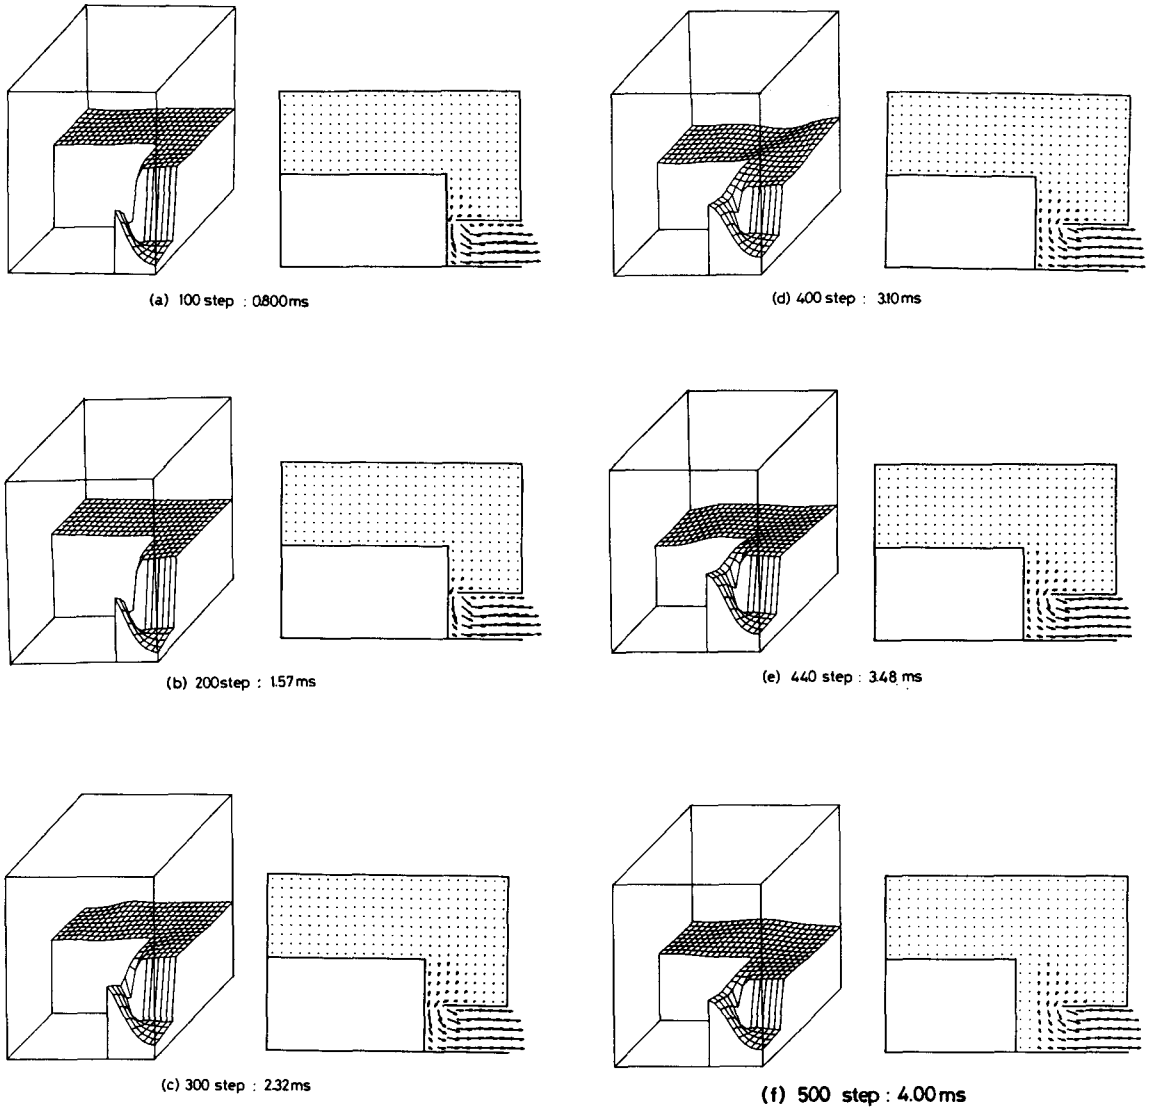 (a) 100 step : 0.800ms
(b) 200step : 1.57ms
(c) 300 step : 2.32ms
(d) 400 step : 3.10ms
(e) 440 step : 3.48 ms
(f) 500 step : 4.00ms